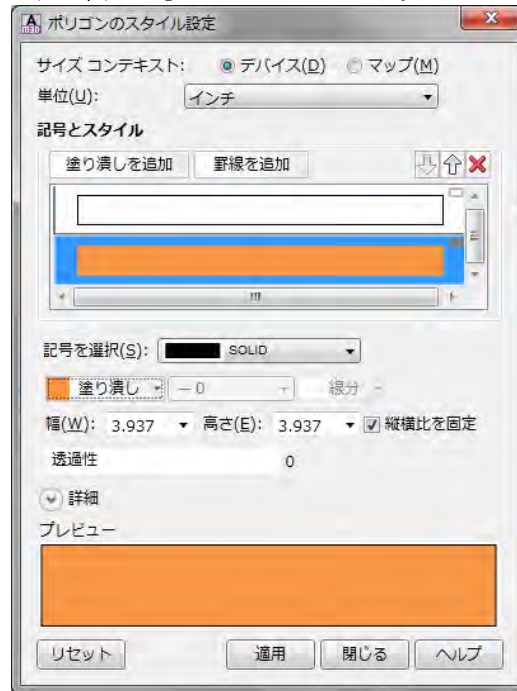 ポリゴンのスタイル設定
サイズ コンテキスト: デバイス(D) マップ(M)
単位(U): インチ
記号とスタイル
塗り潰しを追加 罫線を追加
記号を選択(S): SOLID
塗り潰し 0 線分
幅(W): 3.937 高さ(E): 3.937 縦横比を固定
透過性 0
詳細
プレビュー
リセット 適用 閉じる ヘルプ